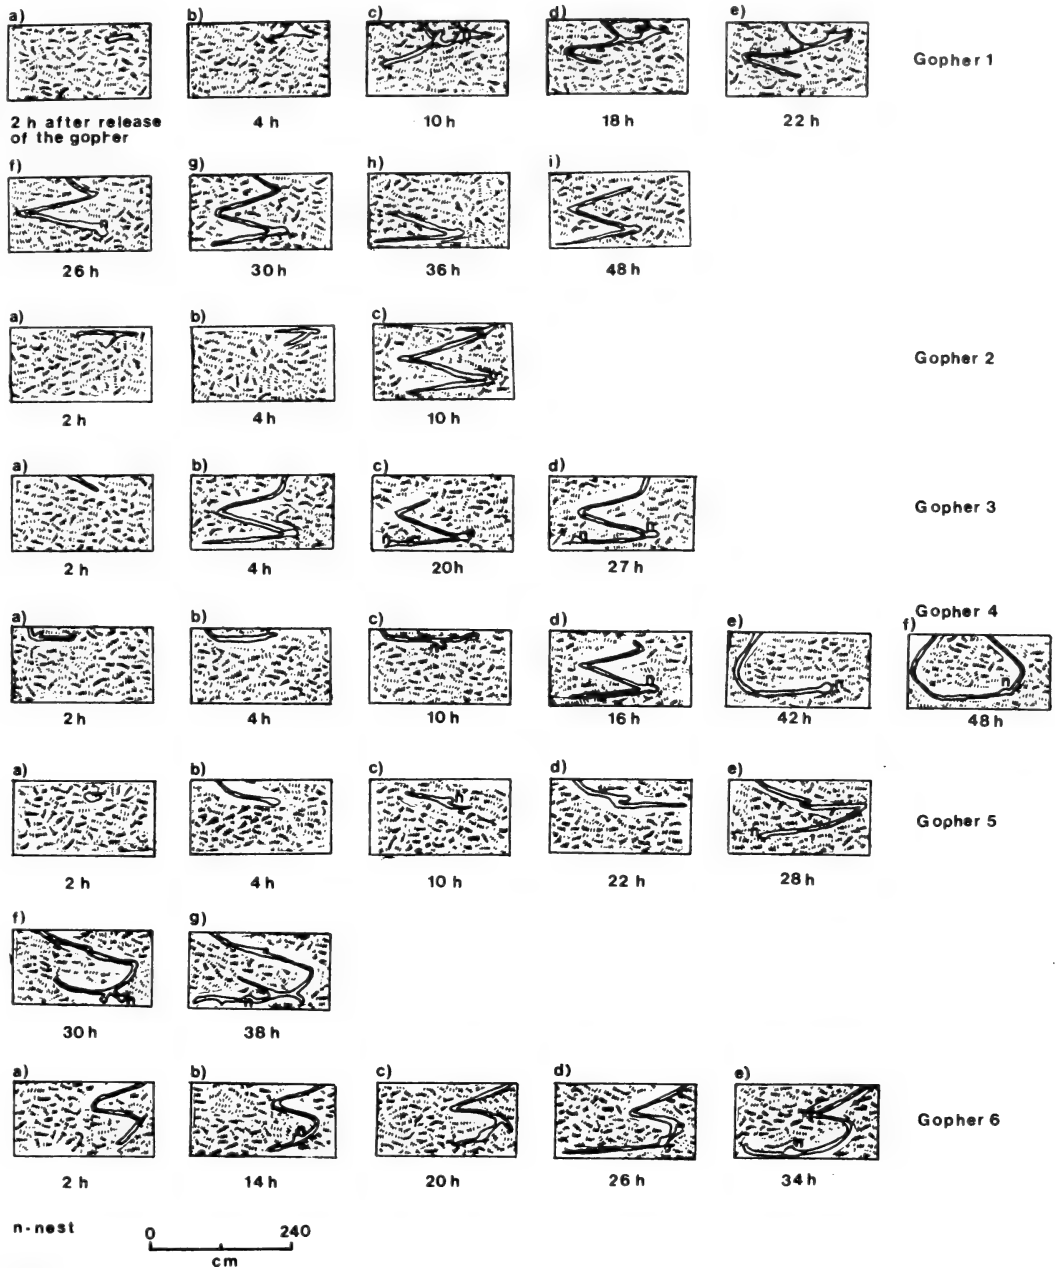 a) b) c) d) e)
Gopher 1
2 h after release
of the gopher
4 h 10 h 18 h 22 h
f) g) h) i)
n
26 h 30 h 36 h 48 h
a) b) c)
Gopher 2
2 h 4 h 10 h
a) b) c) d)
Gopher 3
n n
2 h 4 h 20h 27 h
Gopher 4
a) b) c) d) e) f)
n n n n
2 h 4 h 10 h 16 h 42 h 48 h
a) b) c) d) e)
n
Gopher 5
n
2 h 4 h 10 h 22 h 28 h
f) g)
n n
30 h 38 h
a) b) c) d) e)
Gopher 6
n n
2 h 14 h 20 h 26 h 34 h
n - nest
0 240
cm